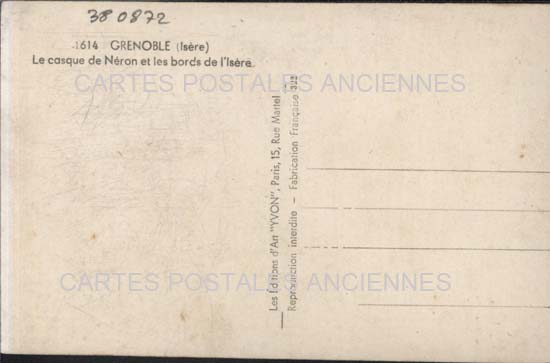 380872
1614 GRENOBLE (Isère)
Le casque de Néron et les bords de l'Isère.
CARTES POSTALES ANCIENNES
Les Éditions d'Art "YVON", Paris, 15, Rue Martel
Reproduction interdite – Fabrication Française
CARTES POSTALES ANCIENNES